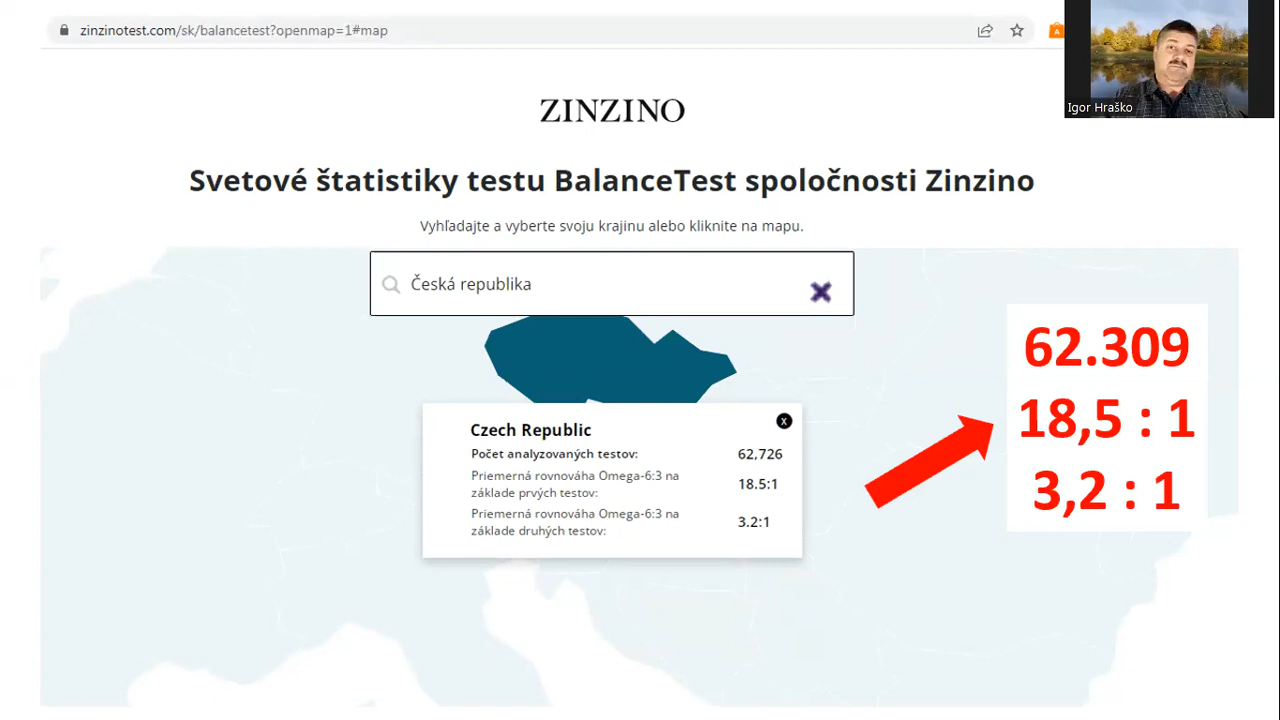 zinzinotest.com/sk/balancetest?openmap=1#map
A
Igor Hraško
ZINZINO
Svetové štatistiky testu BalanceTest spoločnosti Zinzino
Vyhľadajte a vyberte svoju krajinu alebo kliknite na mapu.
Česká republika
Czech Republic
X
Počet analyzovaných testov: 62,726
Priemerná rovnováha Omega-6:3 na
základe prvých testov: 18.5:1
Priemerná rovnováha Omega-6:3 na
základe druhých testov: 3.2:1
62.309
18,5 : 1
3,2 : 1